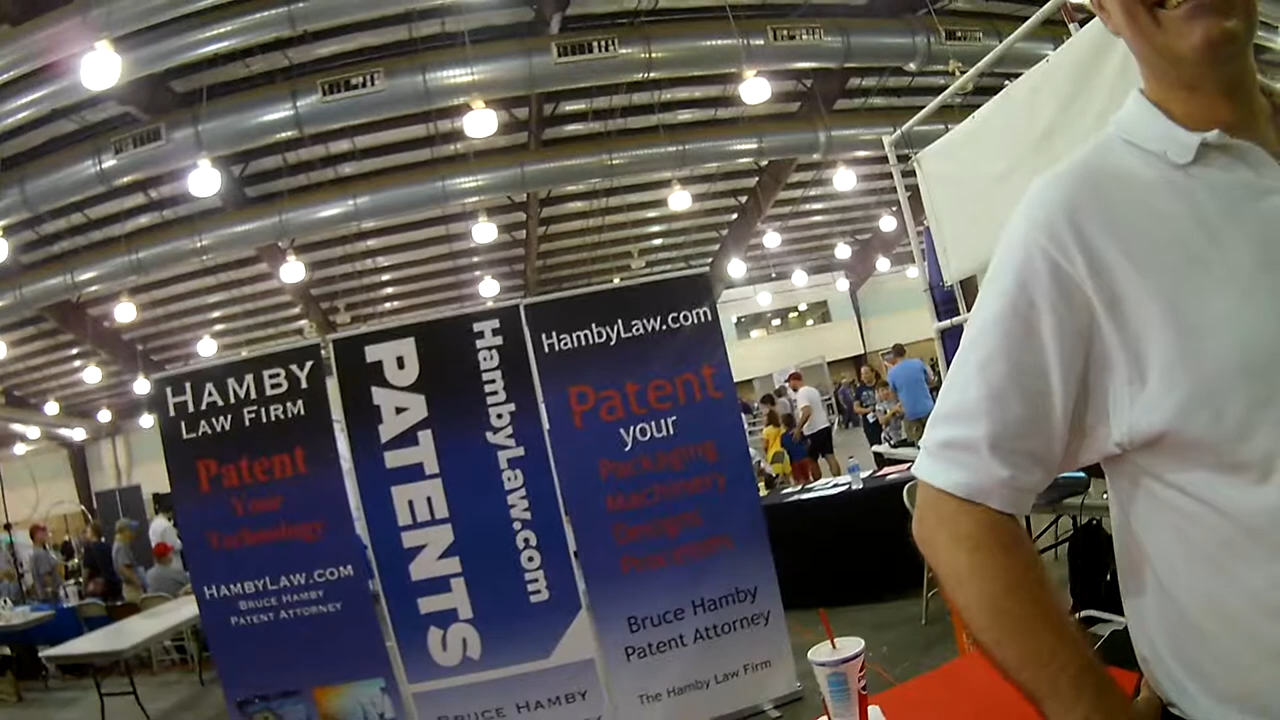 HAMBY
LAW FIRM
Patent
Your
Technology
HAMBYLAW.COM
BRUCE HAMBY
PATENT ATTORNEY
PATENTS
HambyLaw.com
BRUCE HAMBY
HambyLaw.com
Patent
your
Packaging
Machinery
Designs
Processes
Bruce Hamby
Patent Attorney
The Hamby Law Firm